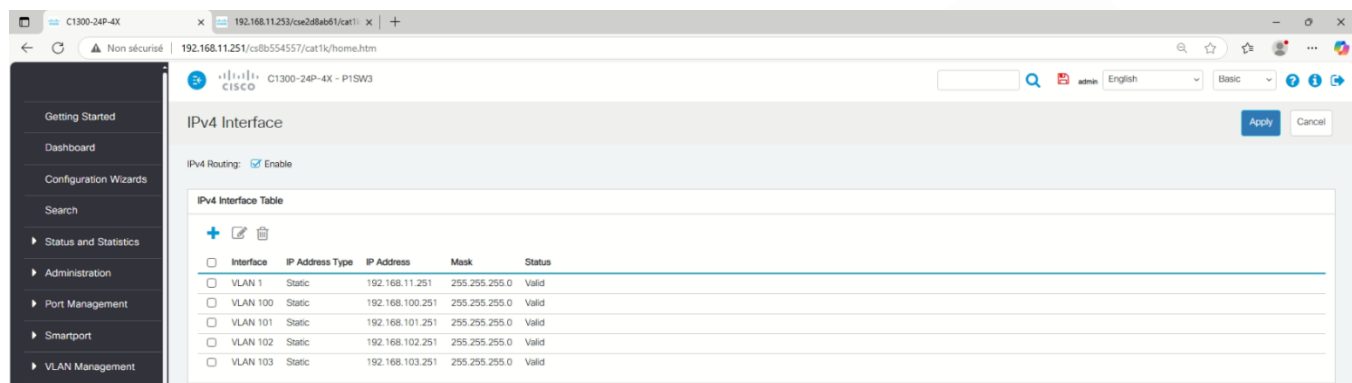 C1300-24P-4X
192.168.11.253/cse2d8ab61/cat1
Non sécurisé 192.168.11.251/cs8b554557/cat1k/home.htm
CISCO C1300-24P-4X - P1SW3 admin English Basic
Getting Started
Dashboard
Configuration Wizards
Search
Status and Statistics
Administration
Port Management
Smartport
VLAN Management
IPv4 Interface Apply Cancel
IPv4 Routing: Enable
IPv4 Interface Table
Interface IP Address Type IP Address Mask Status
VLAN 1 Static 192.168.11.251 255.255.255.0 Valid
VLAN 100 Static 192.168.100.251 255.255.255.0 Valid
VLAN 101 Static 192.168.101.251 255.255.255.0 Valid
VLAN 102 Static 192.168.102.251 255.255.255.0 Valid
VLAN 103 Static 192.168.103.251 255.255.255.0 Valid